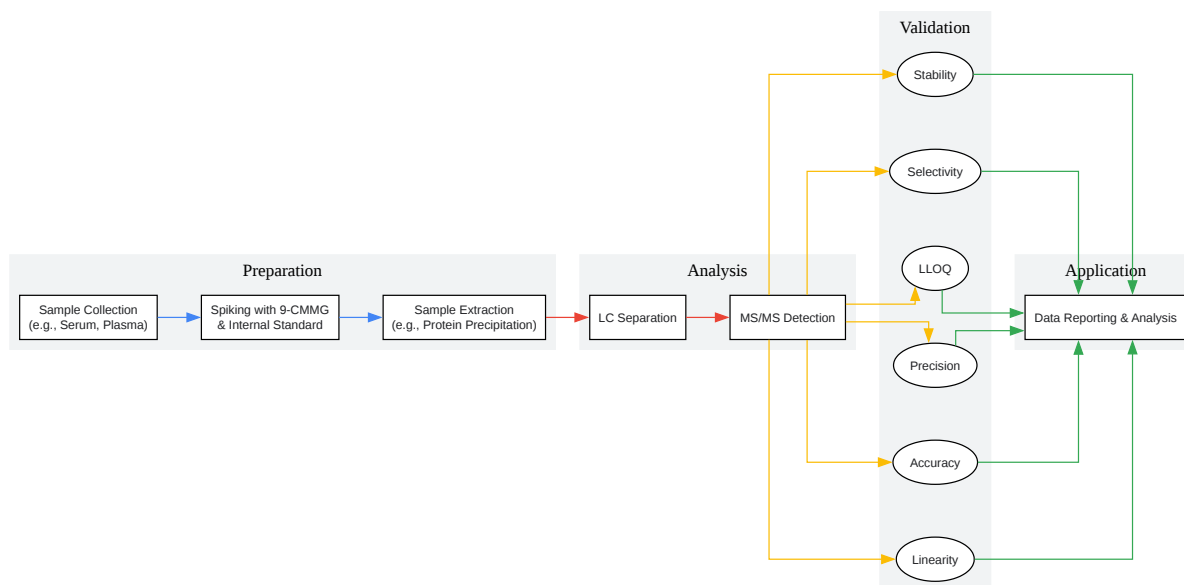 Validation
Stability
Selectivity
LLOQ
Precision
Accuracy
Linearity
Preparation
Sample Collection
(e.g., Serum, Plasma)
Spiking with 9-CMMG
& Internal Standard
Sample Extraction
(e.g., Protein Precipitation)
Analysis
LC Separation
MS/MS Detection
Application
Data Reporting & Analysis